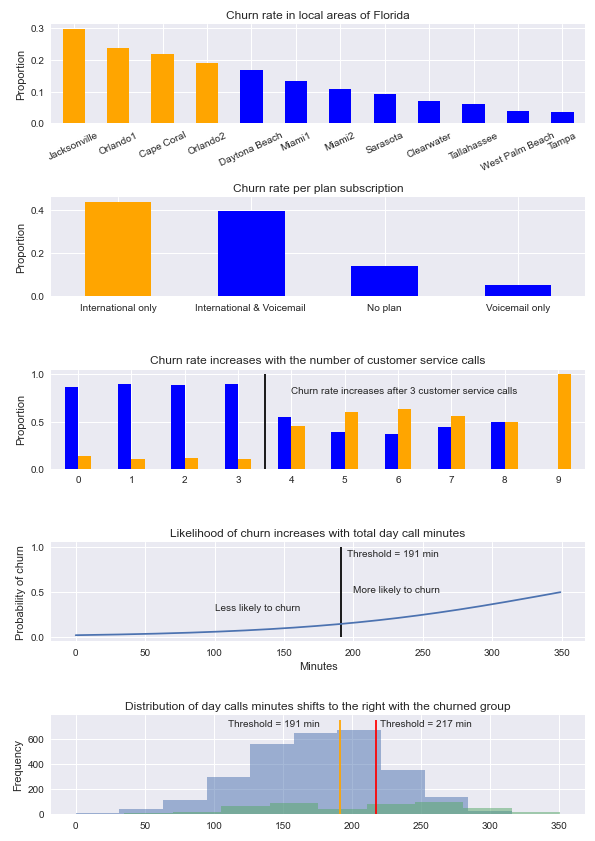 Churn rate in local areas of Florida
0.3
0.2
0.1
0.0
Proportion
Jacksonville
Orlando1
Cape Coral
Orlando2
Daytona Beach
Miami1
Miami2
Sarasota
Clearwater
Tallahassee
West Palm Beach
Tampa
Churn rate per plan subscription
0.4
0.2
0.0
Proportion
International only
International & Voicemail
No plan
Voicemail only
Churn rate increases with the number of customer service calls
1.0
0.5
0.0
Proportion
Churn rate increases after 3 customer service calls
0 1 2 3 4 5 6 7 8 9
Likelihood of churn increases with total day call minutes
1.0
0.5
0.0
Probability of churn
Threshold = 191 min
More likely to churn
Less likely to churn
0 50 100 150 200 250 300 350
Minutes
Distribution of day calls minutes shifts to the right with the churned group
Threshold = 191 min
Threshold = 217 min
600
400
200
0
Frequency
0 50 100 150 200 250 300 350